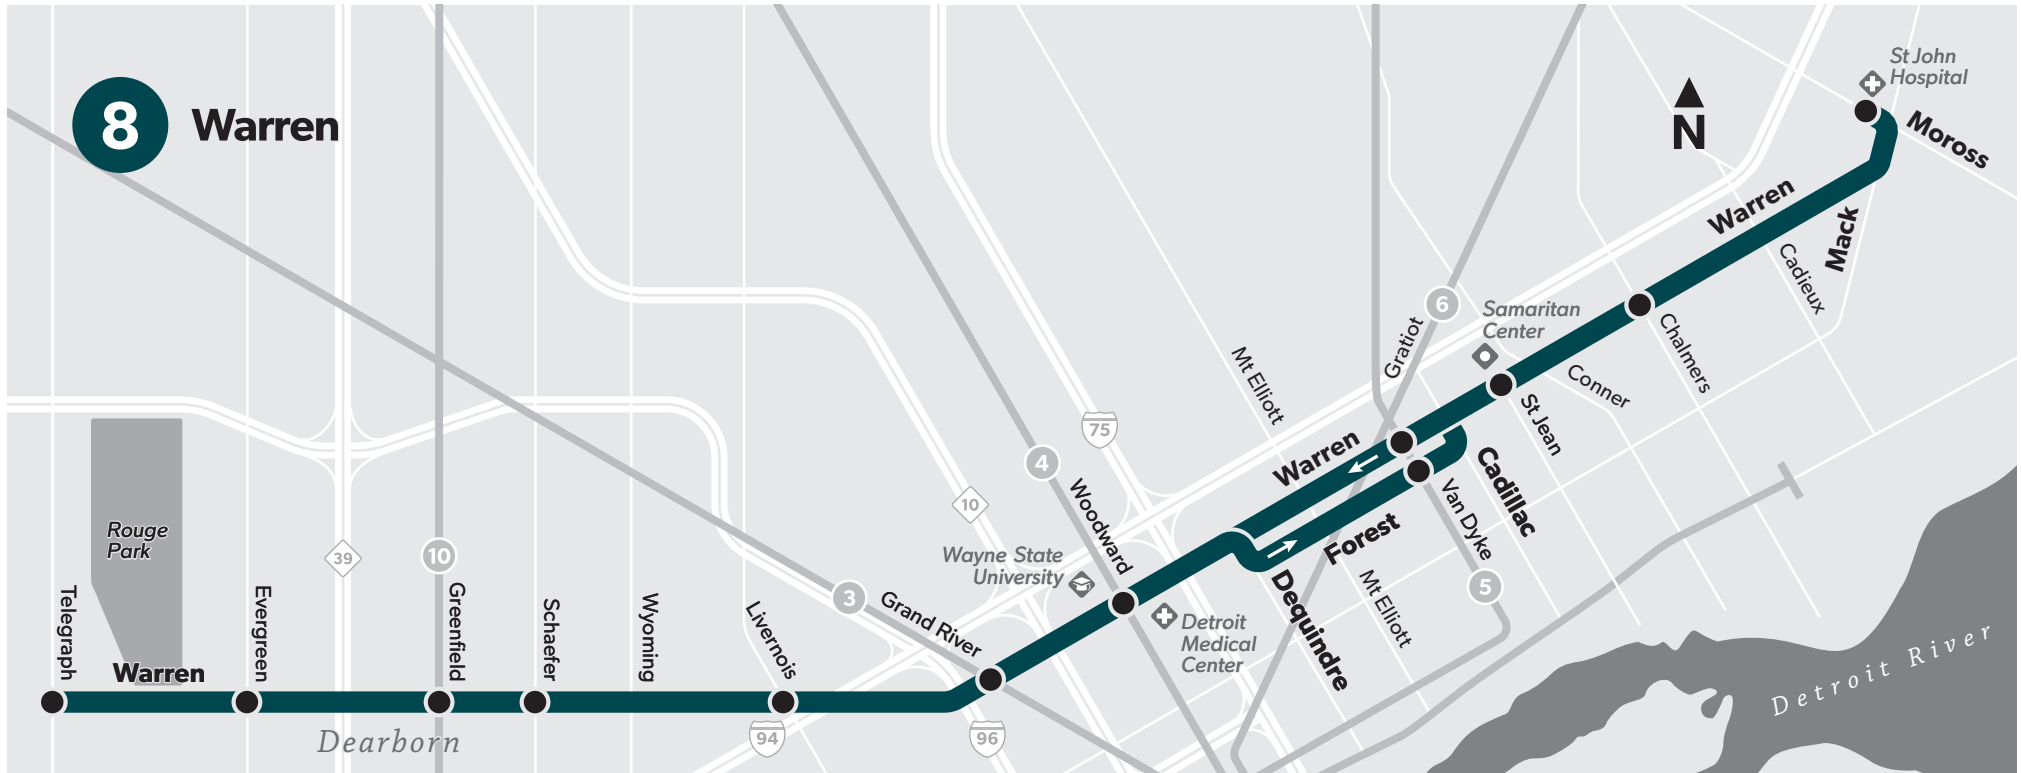 8 Warren
N
St John
Hospital
Moross
Warren
Mack
Cadieux
6
Samaritan
Center
Gratiot
Chalmers
Mt Elliott
Conner
St Jean
75
Warren
4
Cadillac
Woodward
Van Dyke
10
Forest
Rouge
Park
39
10
Wayne State
University
Dequindre
Mt Elliott
5
Telegraph
Evergreen
Greenfield
Schaefer
Wyoming
Livernois
3
Grand River
Detroit
Medical
Center
Warren
Detroit River
Dearborn
94
96